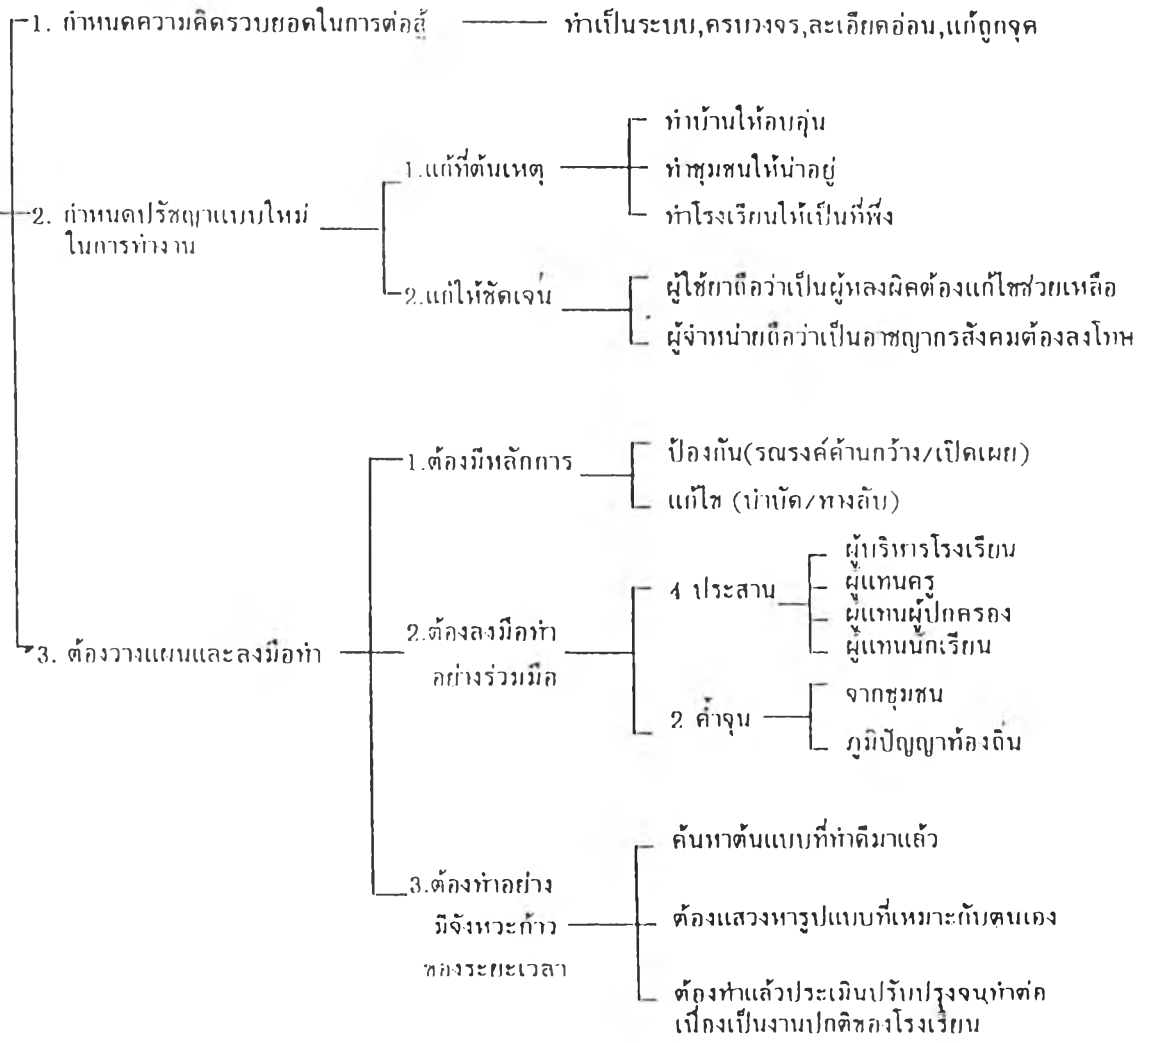 1. กำหนดความคิดรวบยอดในการต่อสู้
ทำเป็นระบบ,ครบวงจร,ละเอียดอ่อน,แก้ถูกจุด
2. กำหนดปรัชญาแบบใหม่
ในการทำงาน
1.แก้ที่ต้นเหตุ
ทำบ้านให้อบอุ่น
ทำชุมชนให้น่าอยู่
ทำโรงเรียนให้เป็นที่พึ่ง
2.แก้ให้ชัดเจน
ผู้ใช้ยาถือว่าเป็นผู้หลงผิดต้องแก้ไขช่วยเหลือ
ผู้จำหน่ายถือว่าเป็นอาชญากรสังคมต้องลงโทษ
3. ต้องวางแผนและลงมือทำ
1.ต้องมีหลักการ
ป้องกัน(รณรงค์ด้านกว้าง/เปิดเผย)
แก้ไข (บำบัด/ทางลับ)
2.ต้องลงมือทำ
อย่างร่วมมือ
4 ประสาน
ผู้บริหารโรงเรียน
ผู้แทนครู
ผู้แทนผู้ปกครอง
ผู้แทนนักเรียน
2 ค้ำจุน
จากชุมชน
ภูมิปัญญาท้องถิ่น
3.ต้องทำอย่าง
มีจังหวะก้าว
ของระยะเวลา
ค้นหาต้นแบบที่ทำดีมาแล้ว
ต้องแสวงหารูปแบบที่เหมาะกับตนเอง
ต้องทำแล้วประเมินปรับปรุงจนทำต่อ
เนื่องเป็นงานปกติของโรงเรียน